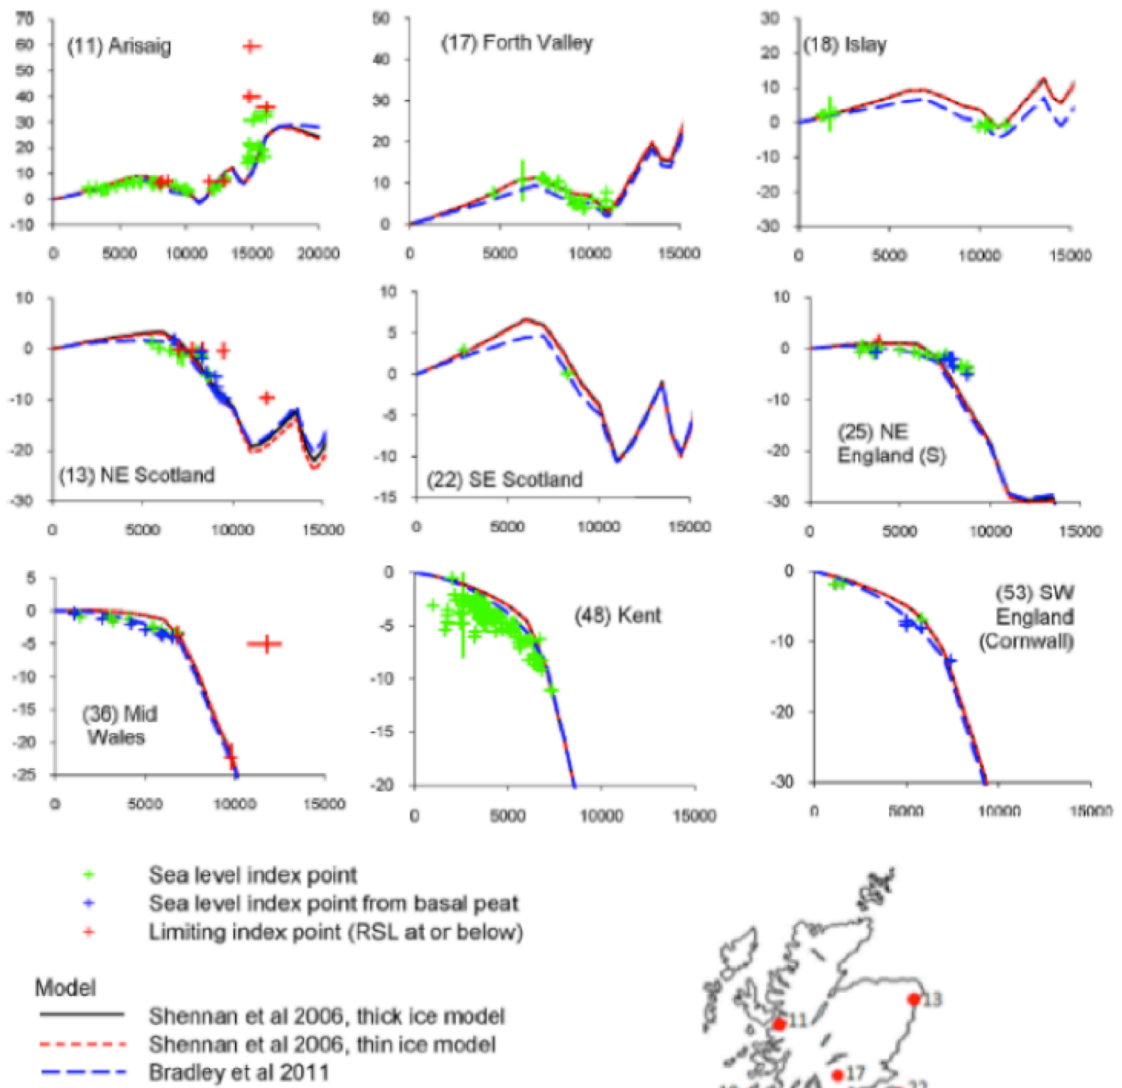 70
60
50
40
30
20
10
0
-10
(11) Arisaig
0 5000 10000 15000 20000
50
40
30
20
10
0
(17) Forth Valley
0 5000 10000 15000
30
20
10
0
-10
-20
-30
(18) Islay
0 5000 10000 15000
10
0
-10
-20
-30
(13) NE Scotland
0 5000 10000 15000
10
5
0
-5
-10
-15
(22) SE Scotland
0 5000 10000 15000
10
0
-10
-20
-30
(25) NE
England (S)
0 5000 10000 15000
5
0
-5
-10
-15
-20
-25
(36) Mid
Wales
0 5000 10000 15000
0
-5
-10
-15
-20
(48) Kent
0 5000 10000 15000
0
-10
-20
-30
(53) SW
England
(Cornwall)
0 5000 10000 15000
Sea level index point
Sea level index point from basal peat
Limiting index point (RSL at or below)
Model
Shennan et al 2006, thick ice model
Shennan et al 2006, thin ice model
Bradley et al 2011
13
11
17